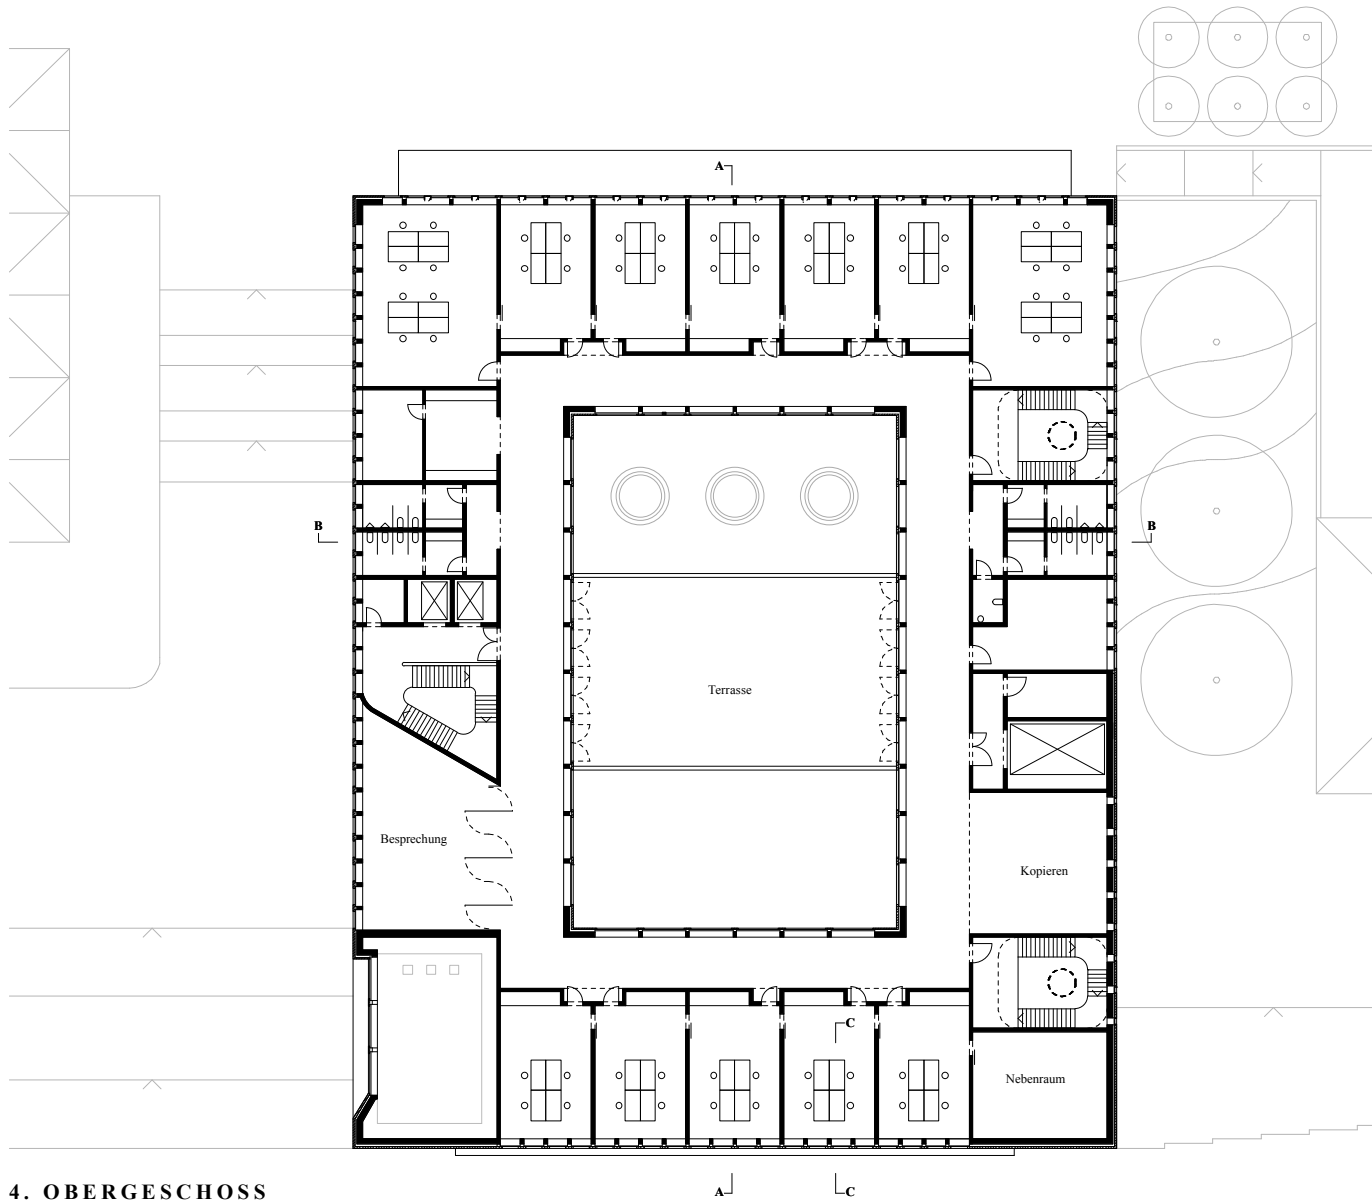 A
B
B
Terrasse
Besprechung
Kopieren
C
Nebenraum
A
C
4. OBERGESCHOSS